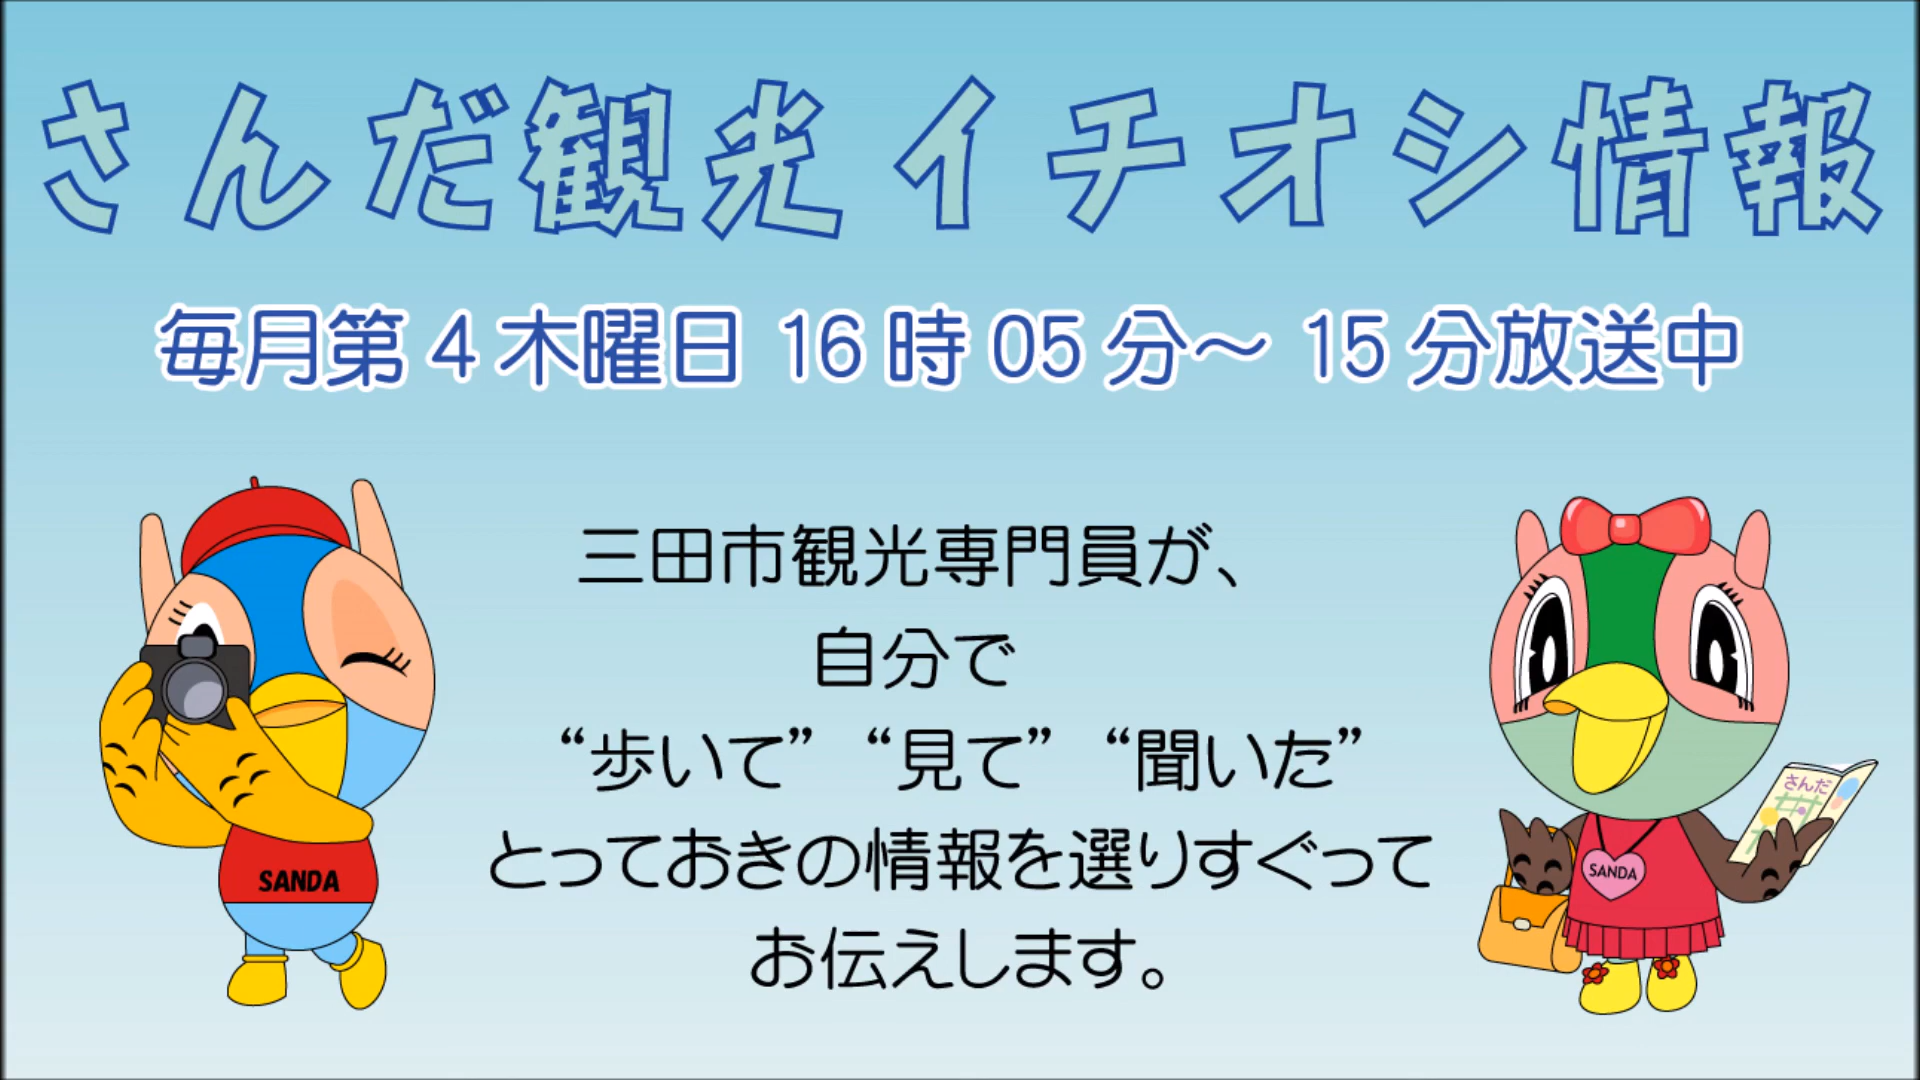 さんだ観光イチオシ情報
毎月第4木曜日 16時05分～15分放送中
三田市観光専門員が、
自分で
“歩いて” “見て” “聞いた”
とっておきの情報を選りすぐって
お伝えします。
SANDA
SANDA
さんだ